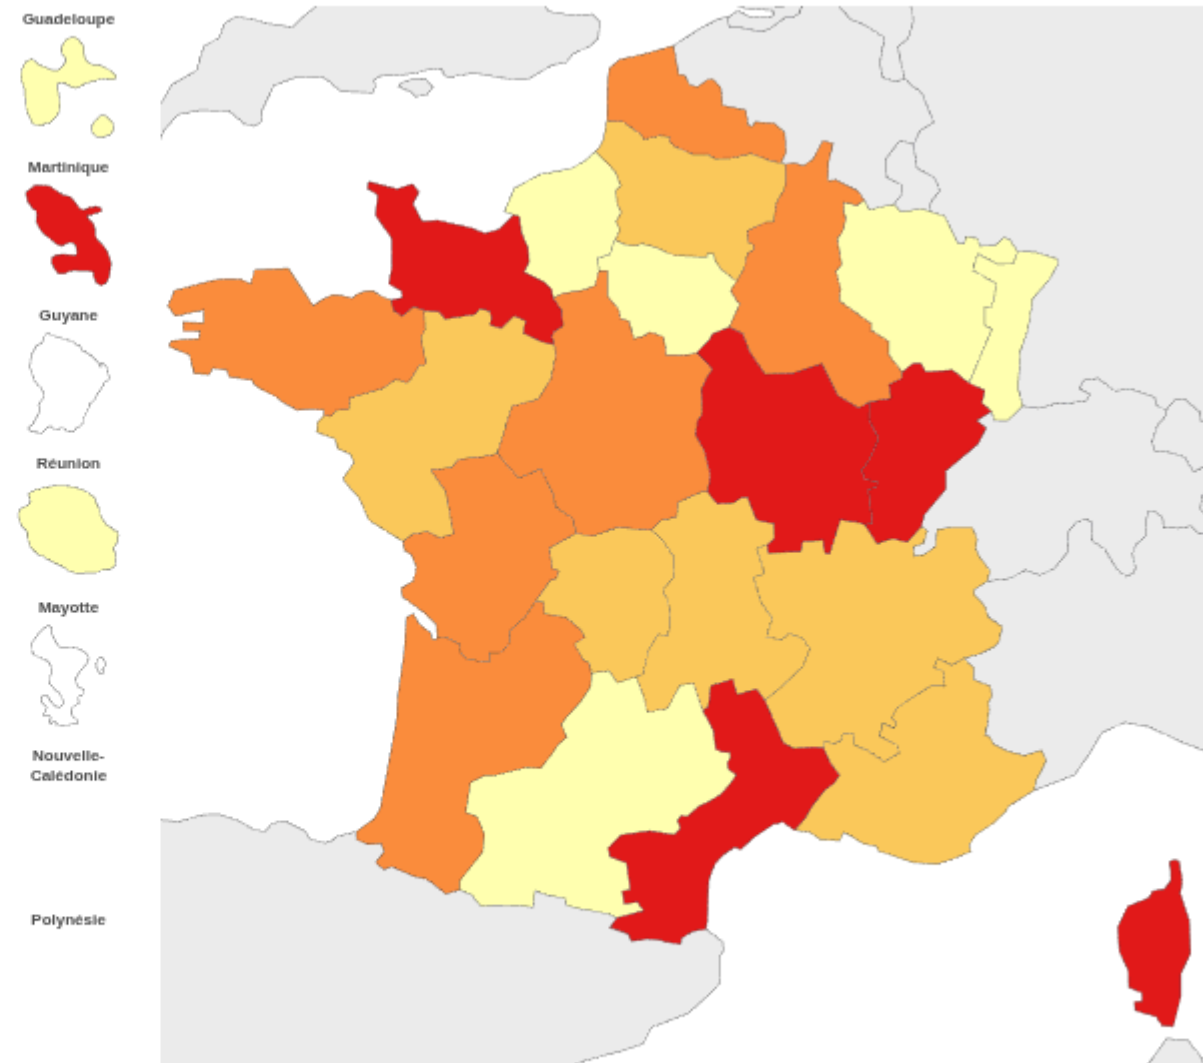 Guadeloupe
Martinique
Guyane
Réunion
Mayotte
Nouvelle-
Calédonie
Polynésie